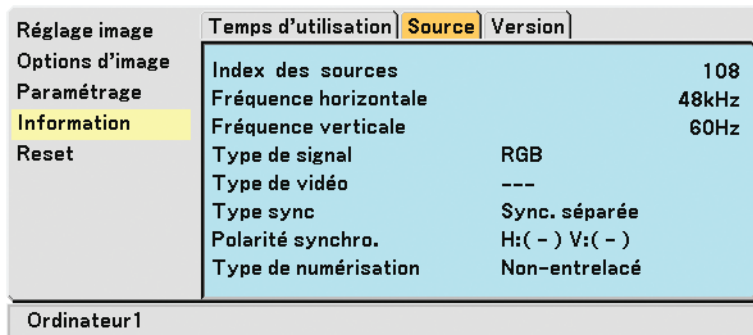 Réglage image
Options d'image
Paramétrage
Information
Reset
Temps d'utilisation Source Version
Index des sources 108
Fréquence horizontale 48kHz
Fréquence verticale 60Hz
Type de signal RGB
Type de vidéo ---
Type sync Sync. séparée
Polarité synchro. H:( - ) V:( - )
Type de numérisation Non-entrelacé
Ordinateur1